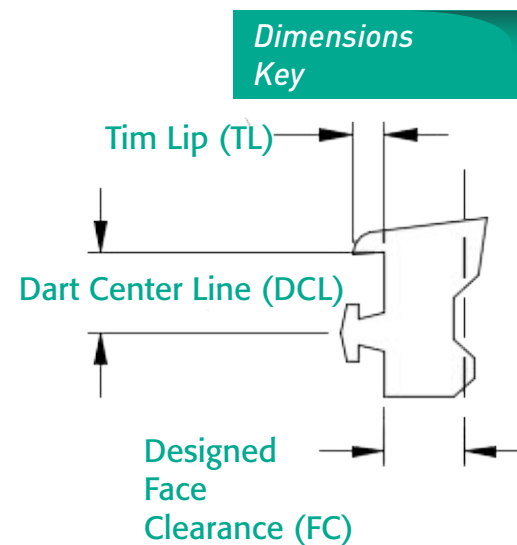 Dimensions
Key
Tim Lip (TL)
Dart Center Line (DCL)
Designed
Face
Clearance (FC)